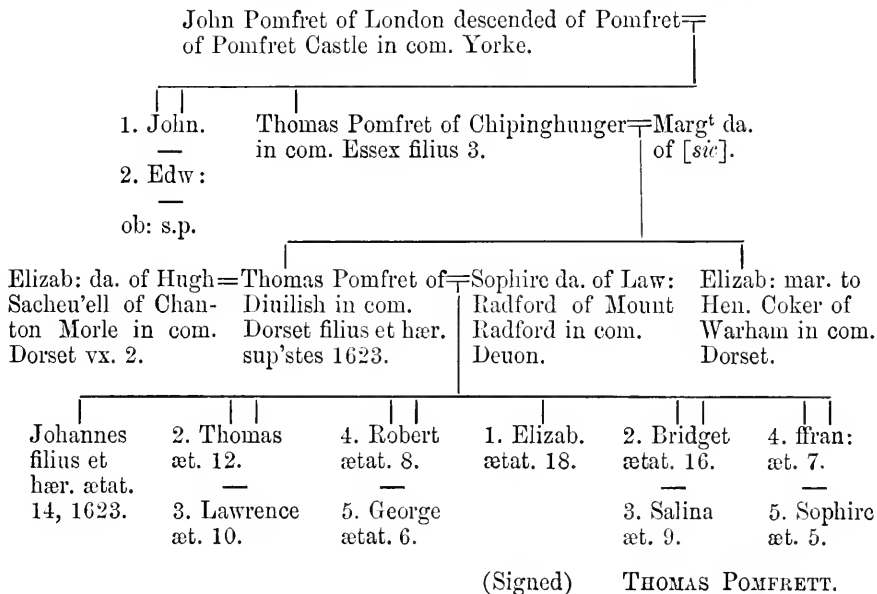 John Pomfret of London descended of Pomfret
of Pomfret Castle in com. Yorke.
1. John.
2. Edw:
ob: s.p.
Thomas Pomfret of Chipinghunger
in com. Essex filius 3.
Margᵗ da.
of [sic].
Elizab: da. of Hugh
Sacheu'ell of Chan-
ton Morle in com.
Dorset vx. 2.
Thomas Pomfret of
Diuilish in com.
Dorset filius et hær.
sup'stes 1623.
Sophire da. of Law:
Radford of Mount
Radford in com.
Deuon.
Elizab: mar. to
Hen. Coker of
Warham in com.
Dorset.
Johannes
filius et
hær. ætat.
14, 1623.
2. Thomas
æt. 12.
3. Lawrence
æt. 10.
4. Robert
ætat. 8.
5. George
ætat. 6.
1. Elizab.
ætat. 18.
2. Bridget
ætat. 16.
3. Salina
æt. 9.
4. ffran:
æt. 7.
5. Sophire
æt. 5.
(Signed) THOMAS POMFRETT.